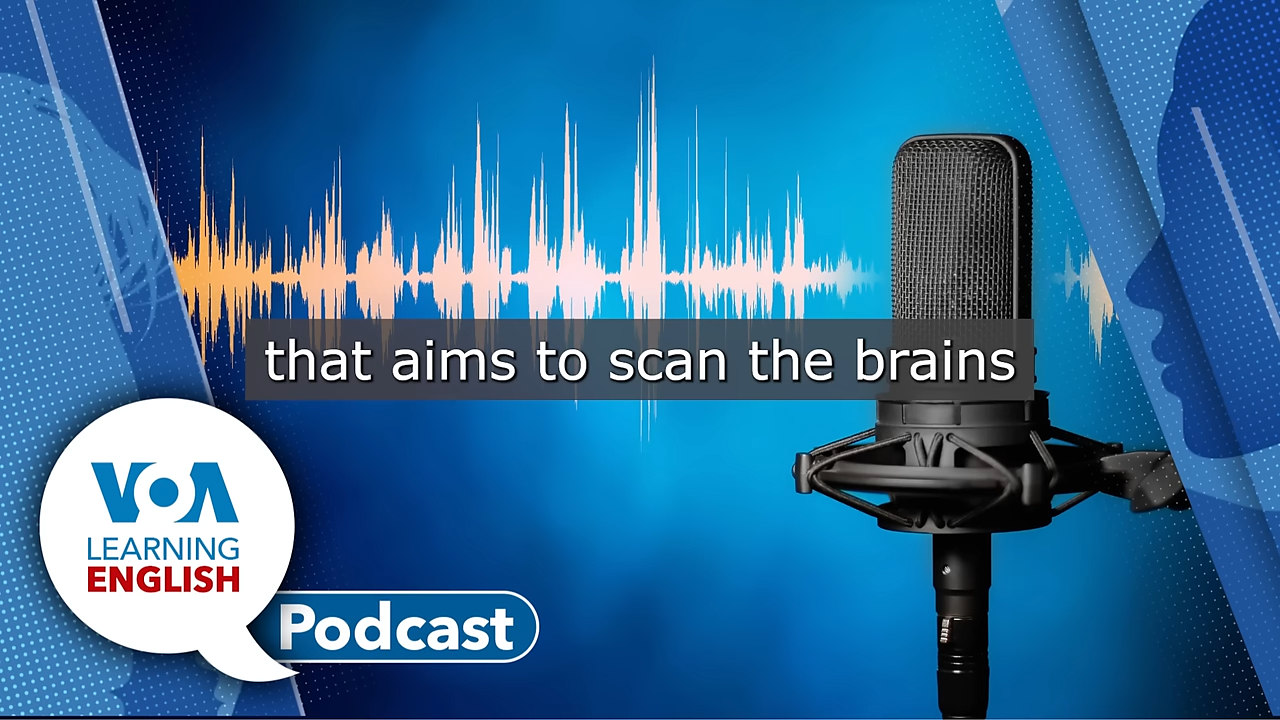 that aims to scan the brains
VOA
LEARNING
ENGLISH
Podcast